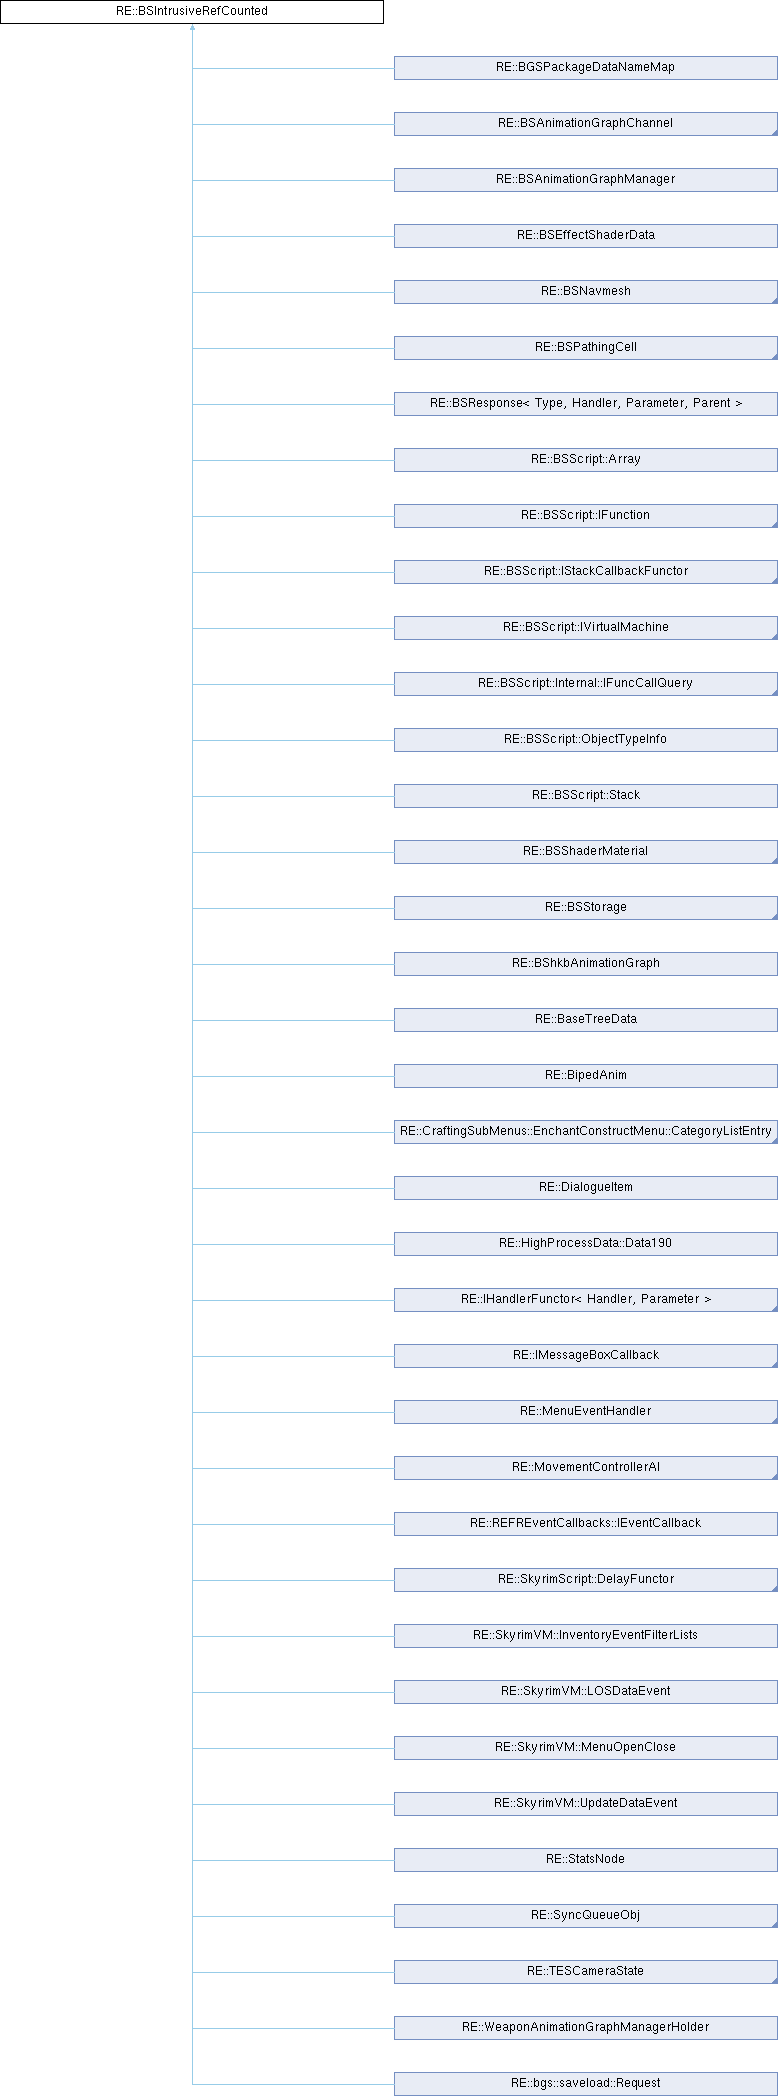 RE::BSIntrusiveRefCounted
RE::BGSPackageDataNameMap
RE::BSAnimationGraphChannel
RE::BSAnimationGraphManager
RE::BSEffectShaderData
RE::BSNavmesh
RE::BSPathingCell
RE::BSResponse< Type, Handler, Parameter, Parent >
RE::BSScript::Array
RE::BSScript::IFunction
RE::BSScript::IStackCallbackFunctor
RE::BSScript::IVirtualMachine
RE::BSScript::Internal::IFuncCallQuery
RE::BSScript::ObjectTypeInfo
RE::BSScript::Stack
RE::BSShaderMaterial
RE::BSStorage
RE::BShkbAnimationGraph
RE::BaseTreeData
RE::BipedAnim
RE::CraftingSubMenus::EnchantConstructMenu::CategoryListEntry
RE::DialogueItem
RE::HighProcessData::Data190
RE::IHandlerFunctor< Handler, Parameter >
RE::IMessageBoxCallback
RE::MenuEventHandler
RE::MovementControllerAI
RE::REFREventCallbacks::IEventCallback
RE::SkyrimScript::DelayFunctor
RE::SkyrimVM::InventoryEventFilterLists
RE::SkyrimVM::LOSDataEvent
RE::SkyrimVM::MenuOpenClose
RE::SkyrimVM::UpdateDataEvent
RE::StatsNode
RE::SyncQueueObj
RE::TESCameraState
RE::WeaponAnimationGraphManagerHolder
RE::bgs::saveload::Request